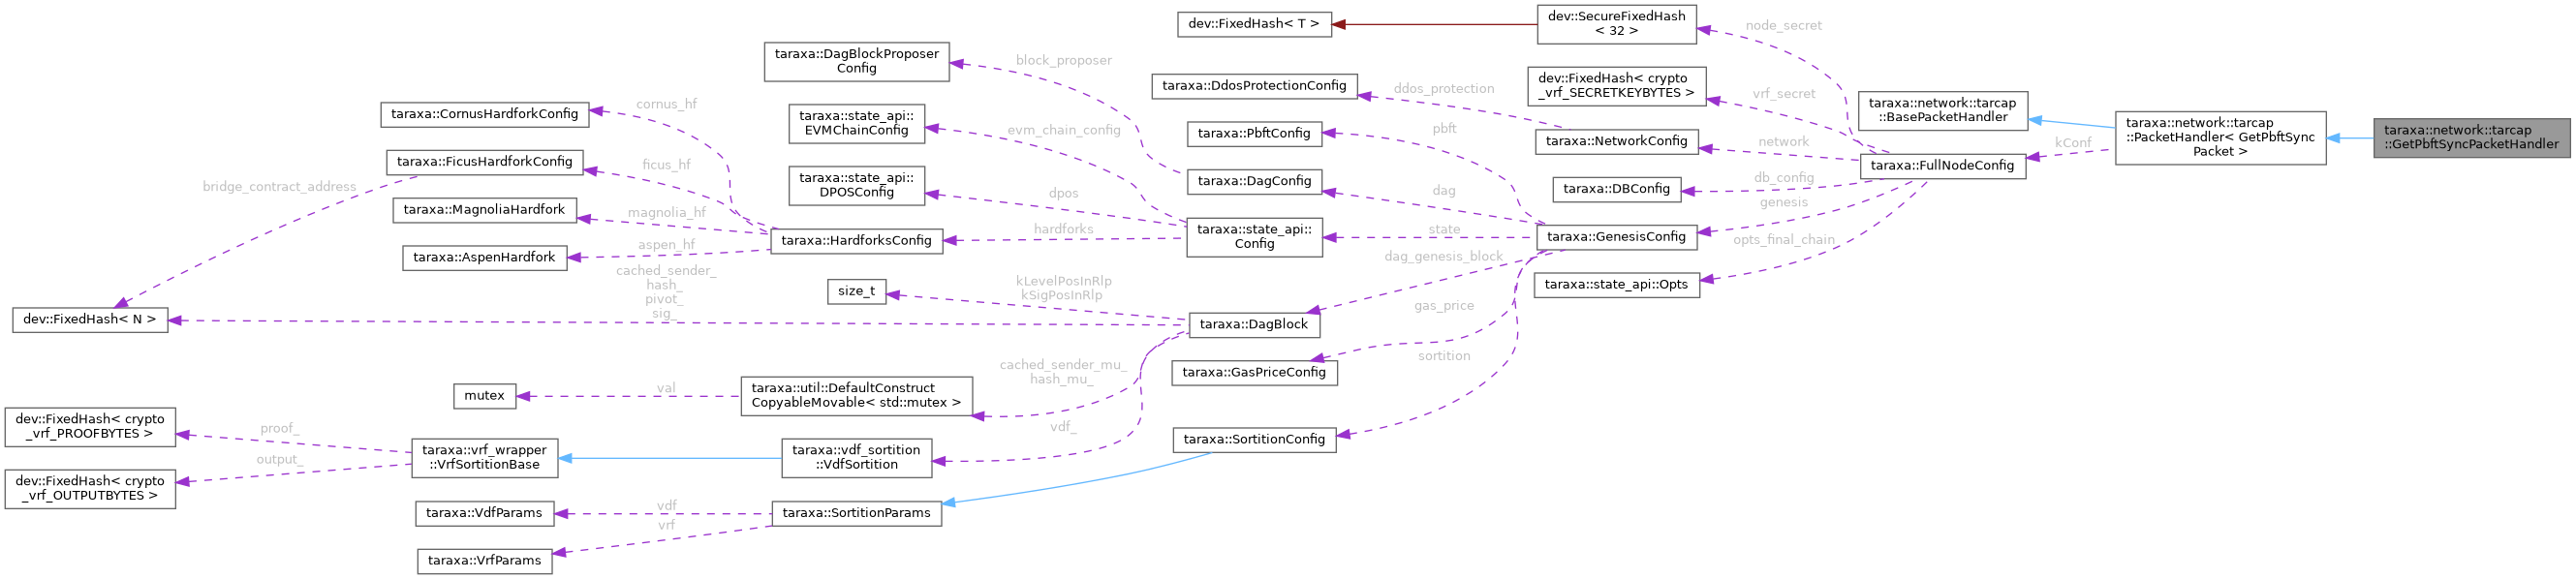 dev::FixedHash< T >
dev::SecureFixedHash
< 32 >
node_secret
taraxa::DagBlockProposer
Config
block_proposer
taraxa::DdosProtectionConfig
ddos_protection
dev::FixedHash< crypto
_vrf_SECRETKEYBYTES >
vrf_secret
taraxa::network::tarcap
::BasePacketHandler
taraxa::CornusHardforkConfig
cornus_hf
taraxa::state_api::
EVMChainConfig
evm_chain_config
taraxa::PbftConfig
pbft
taraxa::NetworkConfig
network
taraxa::network::tarcap
::PacketHandler< GetPbftSync
Packet >
taraxa::network::tarcap
::GetPbftSyncPacketHandler
kConf
taraxa::FullNodeConfig
taraxa::FicusHardforkConfig
ficus_hf
bridge_contract_address
taraxa::state_api::
DPOSConfig
dpos
taraxa::DagConfig
dag
taraxa::DBConfig
db_config
genesis
taraxa::MagnoliaHardfork
magnolia_hf
taraxa::HardforksConfig
hardforks
taraxa::state_api::
Config
state
taraxa::GenesisConfig
opts_final_chain
taraxa::AspenHardfork
aspen_hf
dag_genesis_block
taraxa::state_api::Opts
cached_sender_
hash_
pivot_
sig_
size_t
kLevelPosInRlp
kSigPosInRlp
gas_price
dev::FixedHash< N >
taraxa::DagBlock
sortition
taraxa::GasPriceConfig
cached_sender_mu_
hash_mu_
mutex
val
taraxa::util::DefaultConstruct
CopyableMovable< std::mutex >
vdf_
dev::FixedHash< crypto
_vrf_PROOFBYTES >
proof_
taraxa::SortitionConfig
taraxa::vrf_wrapper
::VrfSortitionBase
taraxa::vdf_sortition
::VdfSortition
output_
dev::FixedHash< crypto
_vrf_OUTPUTBYTES >
taraxa::VdfParams
vdf
taraxa::SortitionParams
vrf
taraxa::VrfParams